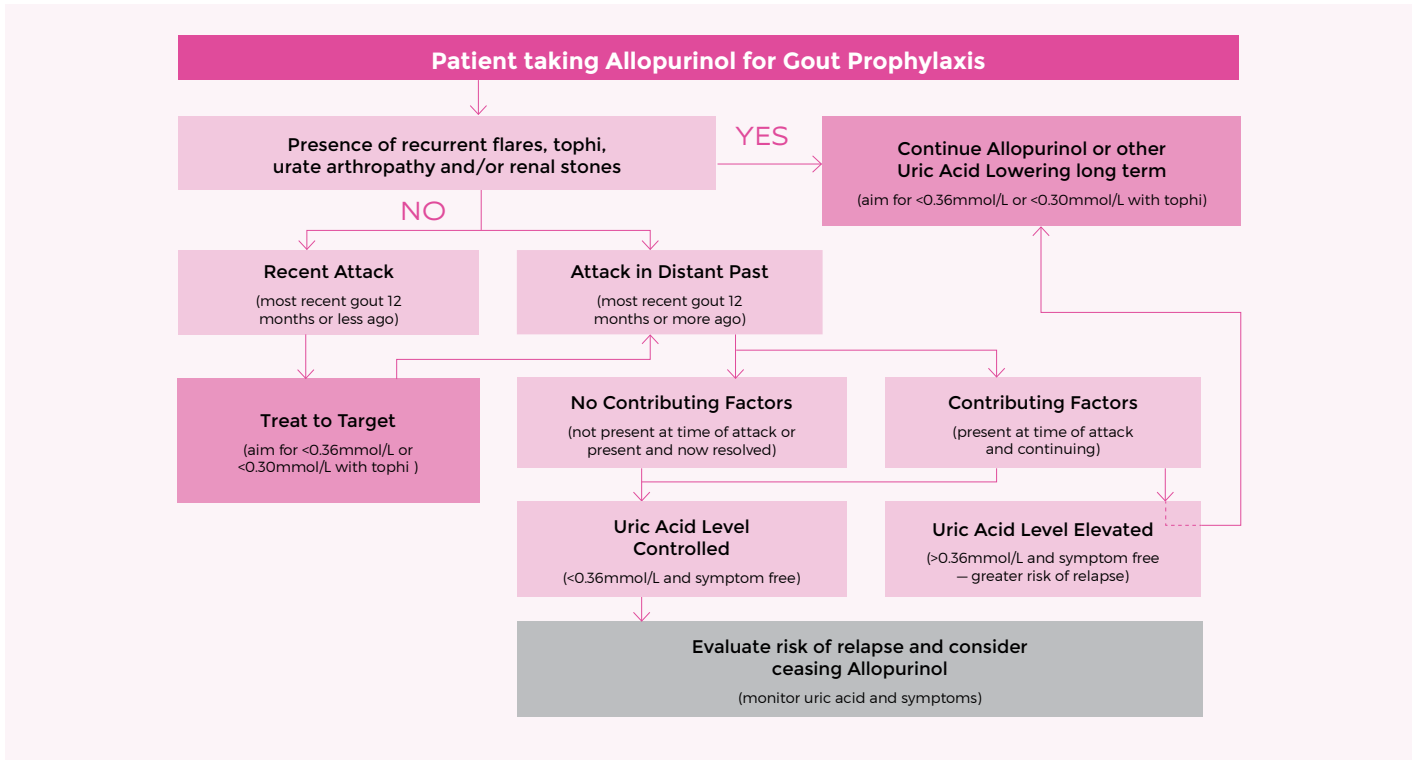 Patient taking Allopurinol for Gout Prophylaxis
Presence of recurrent flares, tophi,
urate arthropathy and/or renal stones
YES
Continue Allopurinol or other
Uric Acid Lowering long term
(aim for <0.36mmol/L or <0.30mmol/L with tophi)
NO
Recent Attack
(most recent gout 12
months or less ago)
Attack in Distant Past
(most recent gout 12
months or more ago)
Treat to Target
(aim for <0.36mmol/L or
<0.30mmol/L with tophi )
No Contributing Factors
(not present at time of attack or
present and now resolved)
Contributing Factors
(present at time of attack
and continuing)
Uric Acid Level
Controlled
(<0.36mmol/L and symptom free)
Uric Acid Level Elevated
(>0.36mmol/L and symptom free
— greater risk of relapse)
Evaluate risk of relapse and consider
ceasing Allopurinol
(monitor uric acid and symptoms)